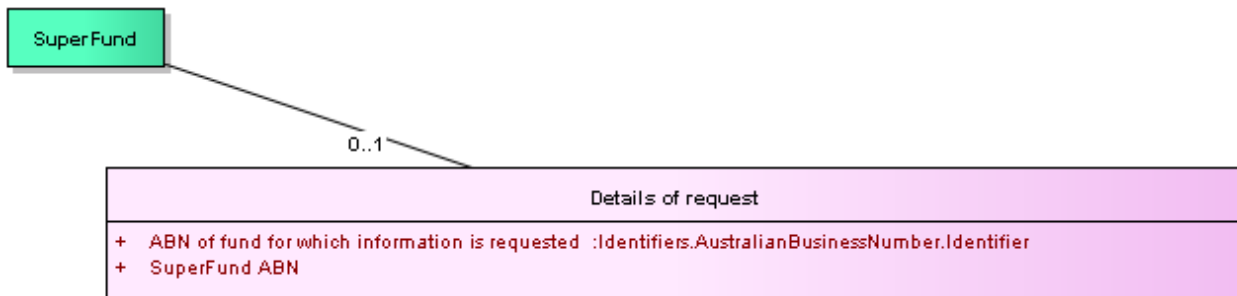 SuperFund
0..1
Details of request
+ ABN of fund for which information is requested :Identifiers.AustralianBusinessNumber.Identifier
+ SuperFund ABN